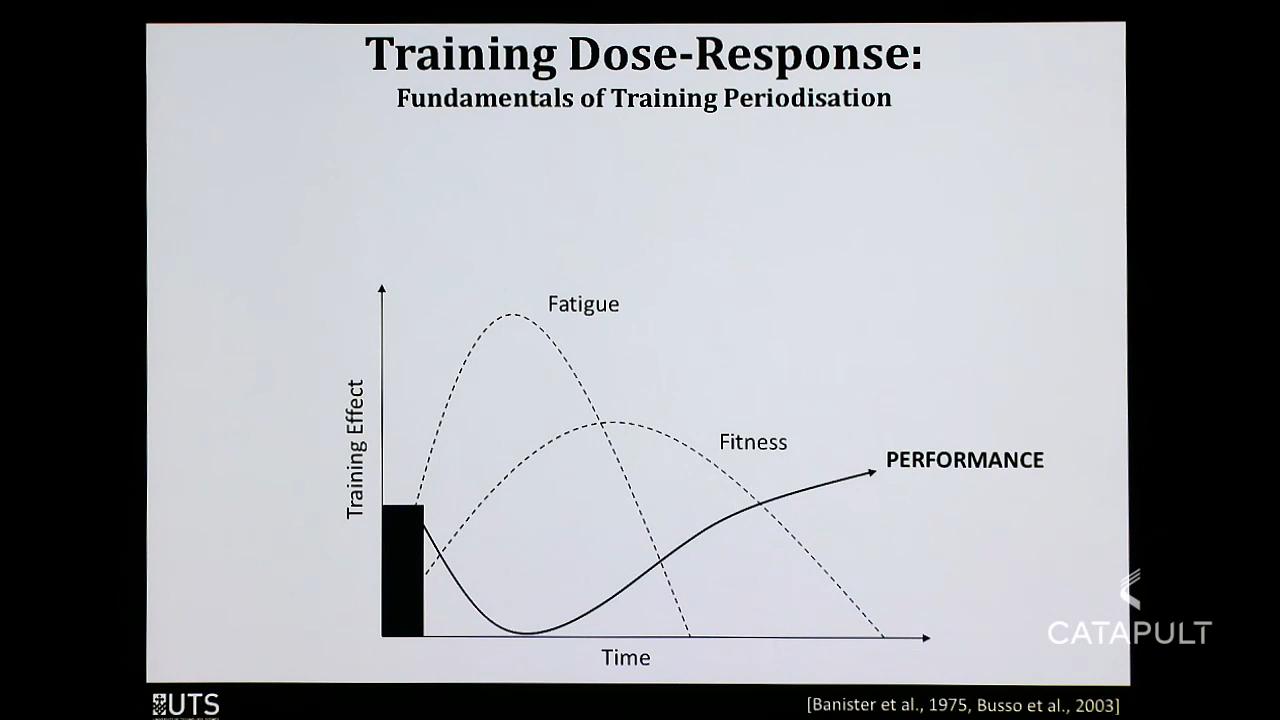 Training Dose-Response:
Fundamentals of Training Periodisation
Fatigue
Training Effect
Fitness
PERFORMANCE
CATAPULT
Time
UTS
[Banister et al., 1975, Busso et al., 2003]